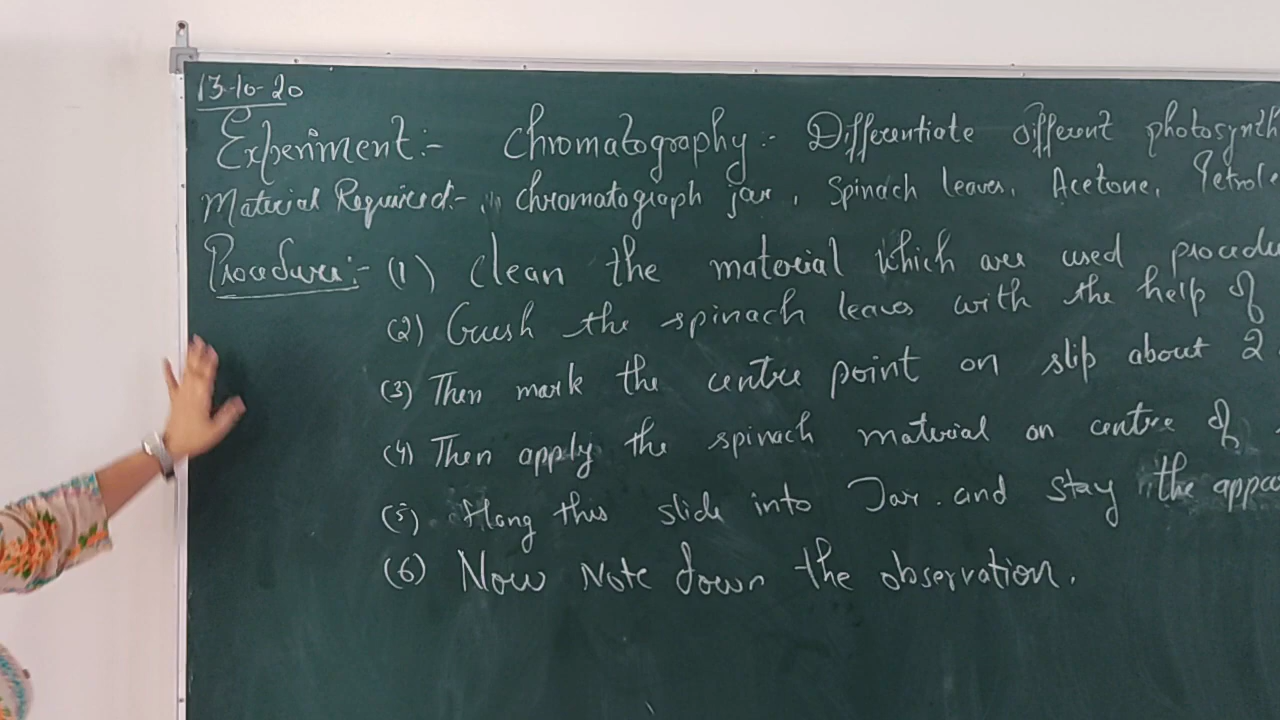 13-10-20
Experiment:- Chromatography:- Differentiate different photosynth
Material Required:- chromatograph jar, Spinach leaves, Acetone, Petrole
Procedure:- (1) Clean the material which are used procedu
(2) Crush the spinach leaves with the help of
(3) Then mark the centre point on slip about 2
(4) Then apply the spinach material on centre of
(5) Hang this slide into Jar. and stay the appa
(6) Now Note down the observation.